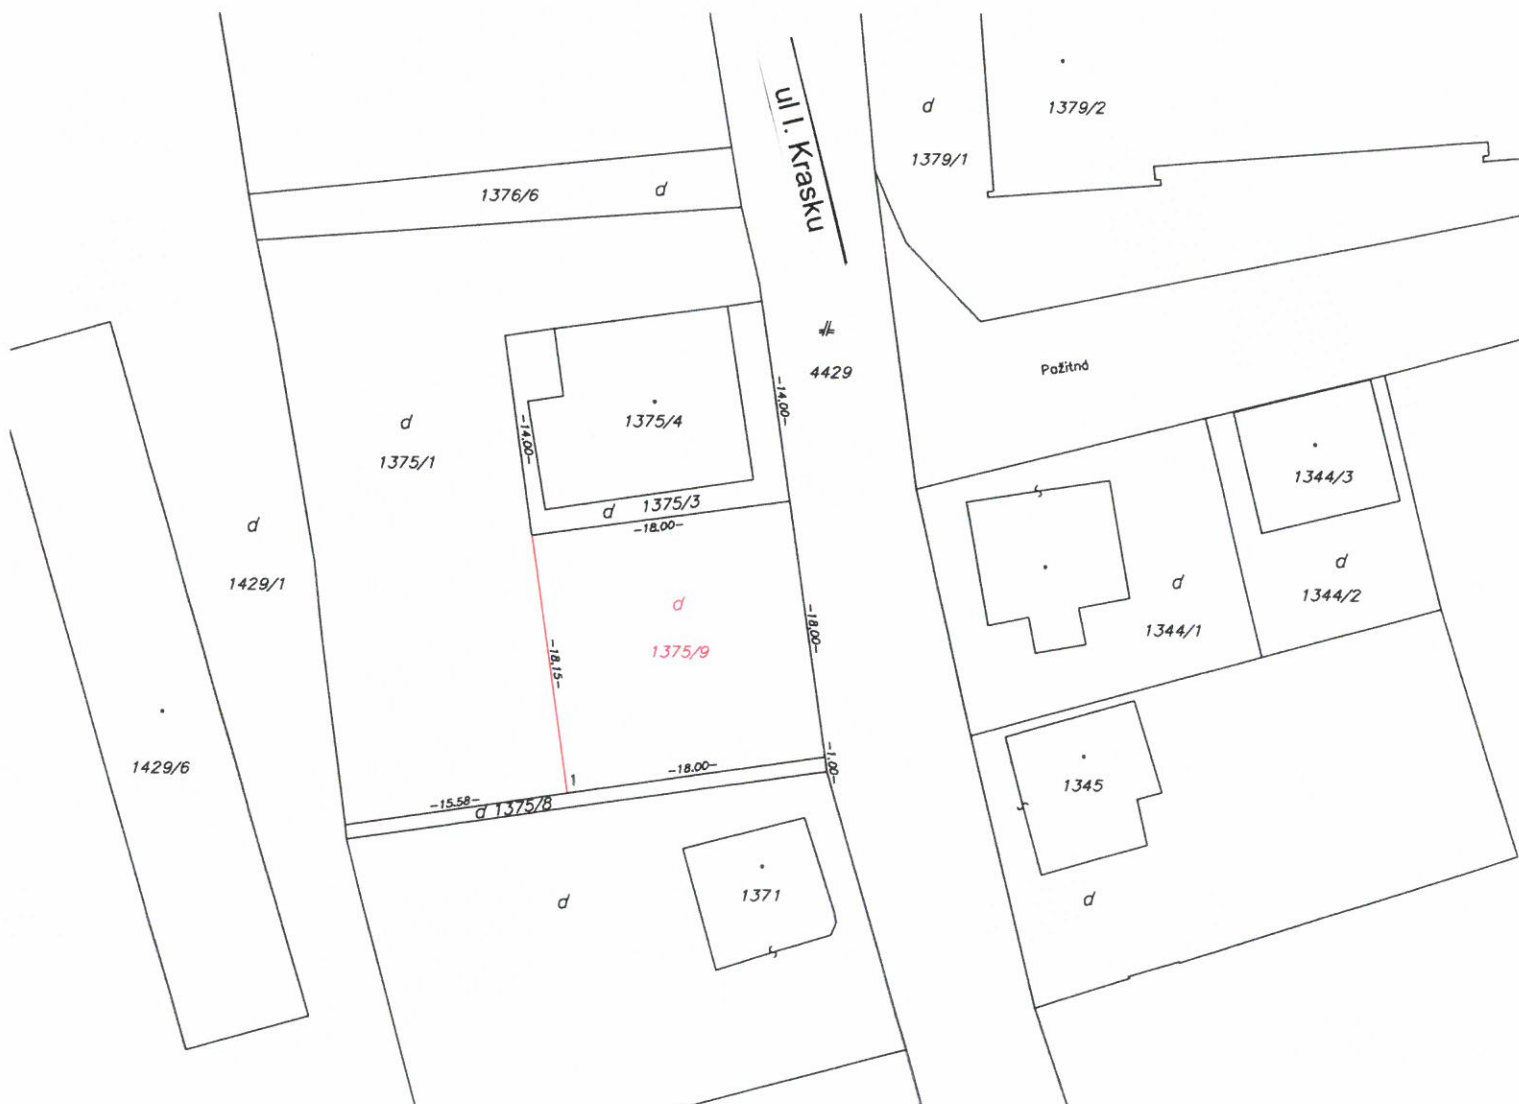 ul I. Krasku
d
1379/2
1379/1
1376/6
d
4429
Pažitná
-14.00-
d
1375/4
-14.00-
1375/1
1344/3
d
1375/3
-18.00-
d
1429/1
d
d
1344/2
1344/1
d
1375/9
-18.00-
-18.15-
1429/6
-18.00-
1
-1.00-
1345
-15.58-
d 1375/8
d
1371
d